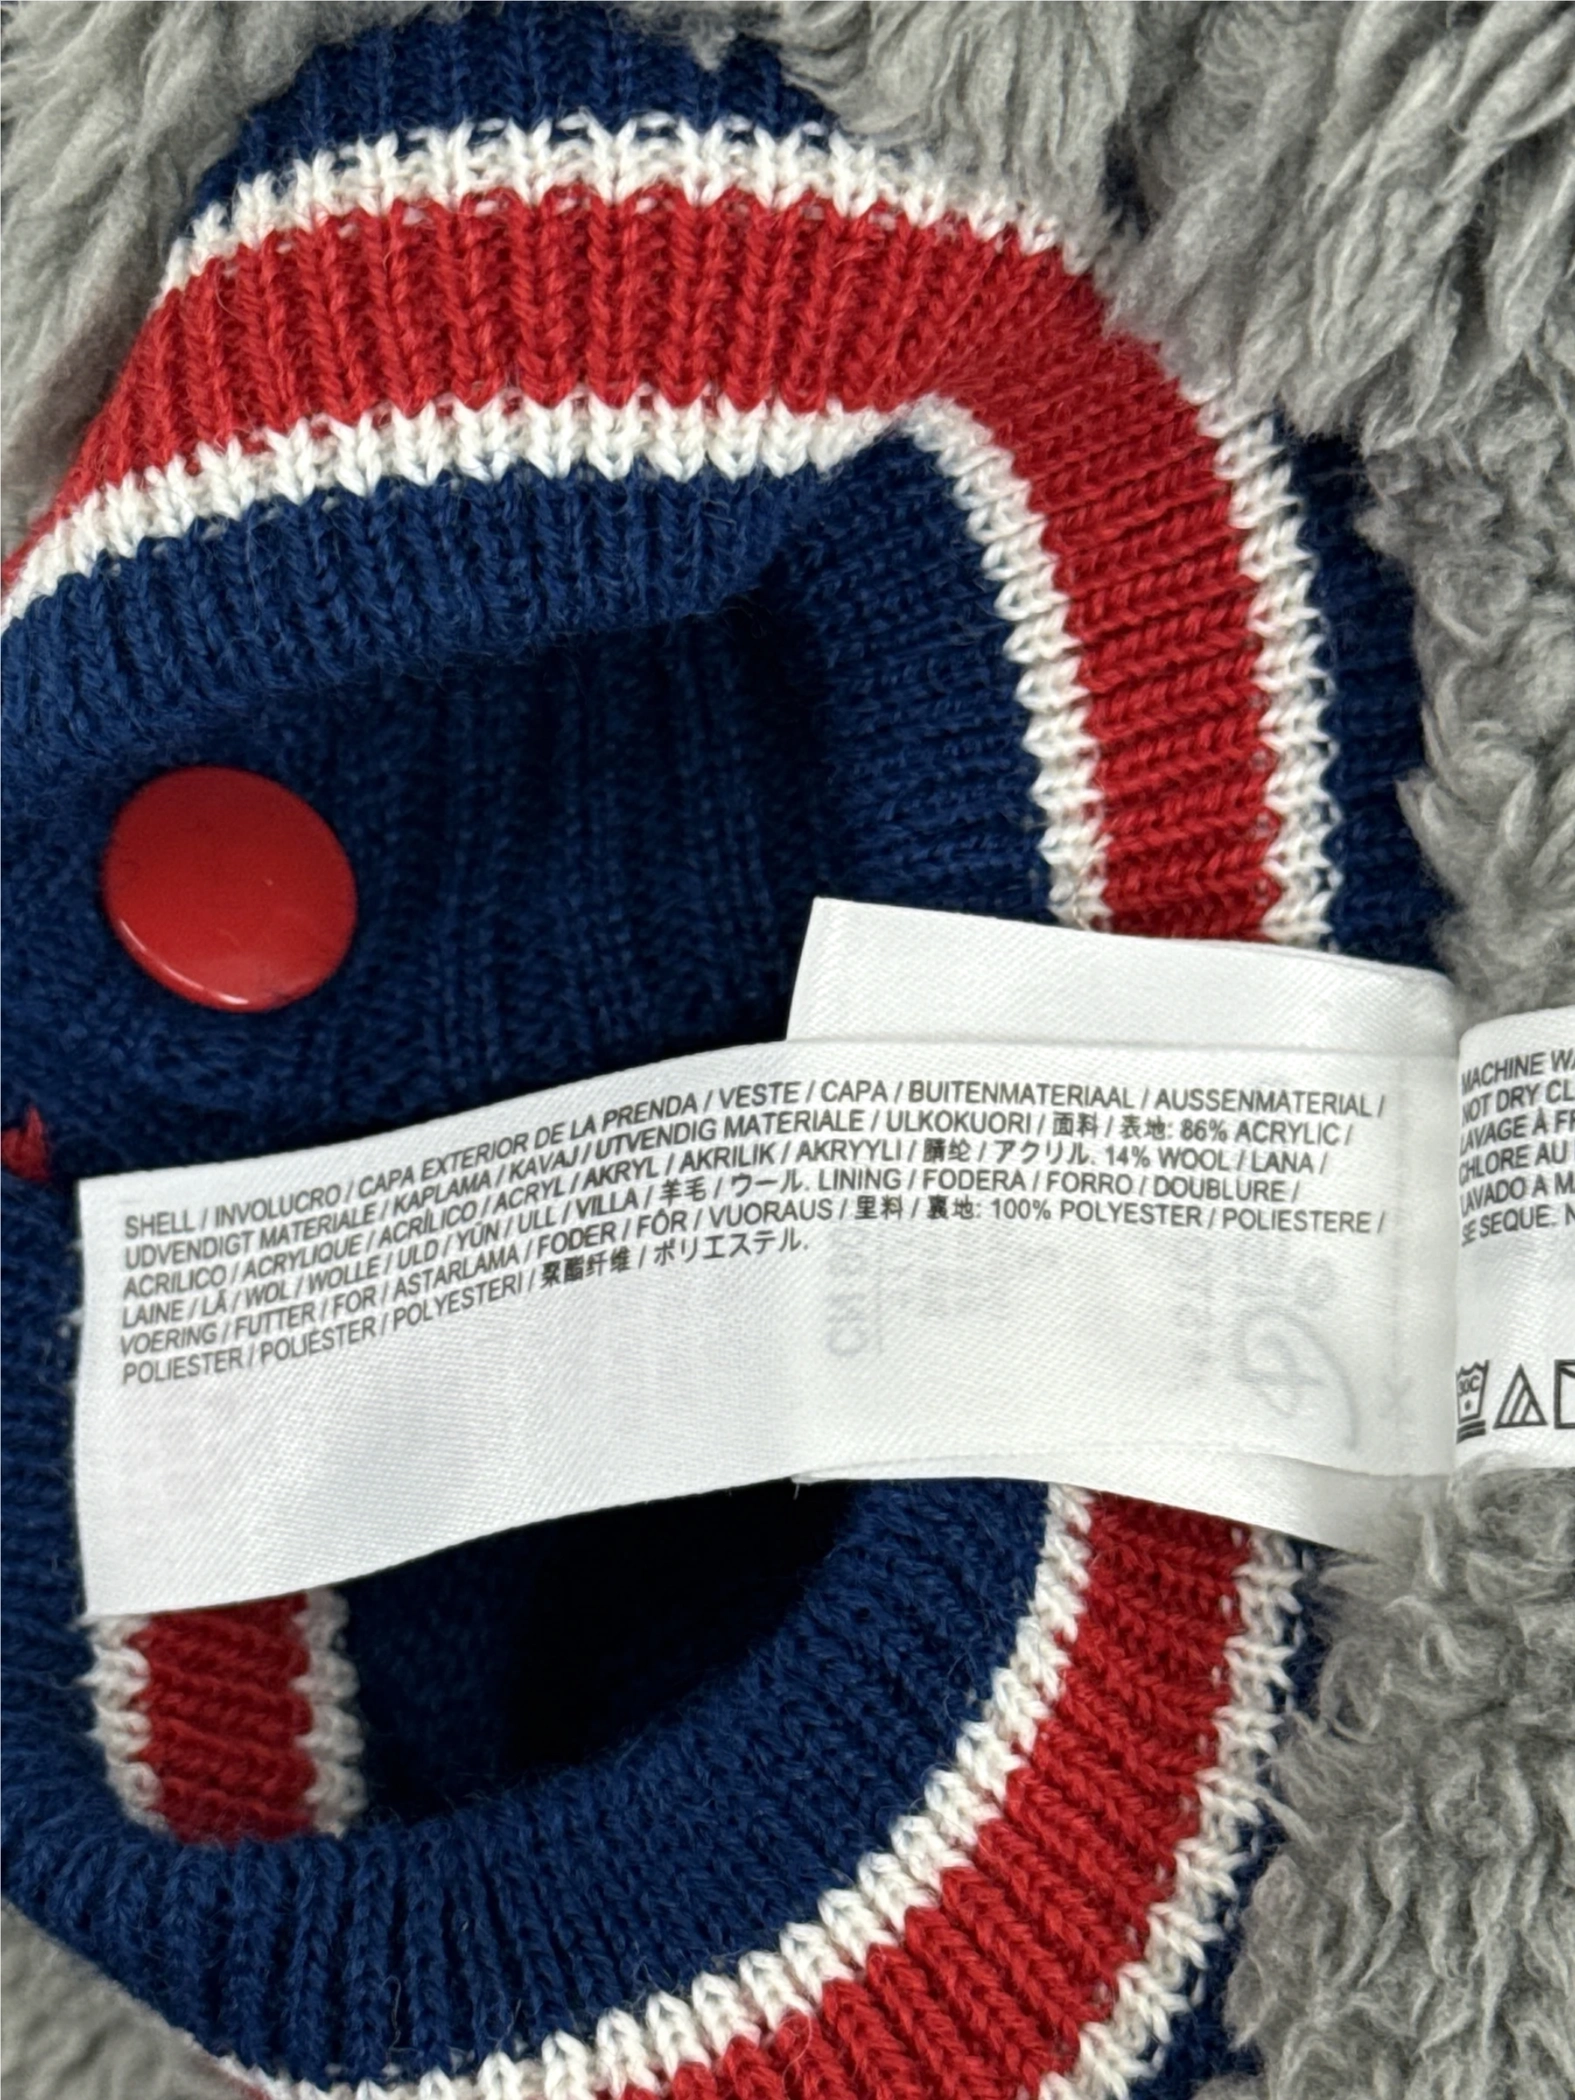 SHELL / INVOLUCRO / CAPA EXTERIOR DE LA PRENDA / VESTE / CAPA / BUITENMATERIAAL / AUSSENMATERIAL /
UDVENDIGT MATERIALE / KAPLAMA / KAVAJ / UTVENDIG MATERIALE / ULKOKUORI / 面料 / 表地: 86% ACRYLIC /
ACRILICO / ACRYLIQUE / ACRÍLICO / ACRYL / AKRYL / AKRILIK / AKRYYLI / 腈纶 / アクリル. 14% WOOL / LANA /
LAINE / LÃ / WOL / WOLLE / ULD / YÜN / ULL / VILLA / 羊毛 / ウール. LINING / FODERA / FORRO / DOUBLURE /
VOERING / FUTTER / FOR / ASTARLAMA / FODER / FÔR / VUORAUS / 里料 / 裏地: 100% POLYESTER / POLIESTERE /
POLIESTER / POLIÉSTER / POLYESTERI / 聚酯纤维 / ポリエステル.
MACHINE
NOT DRY
LAVAGE À
CHLORE AU
LAVADO A
SE SEQUE.
30C